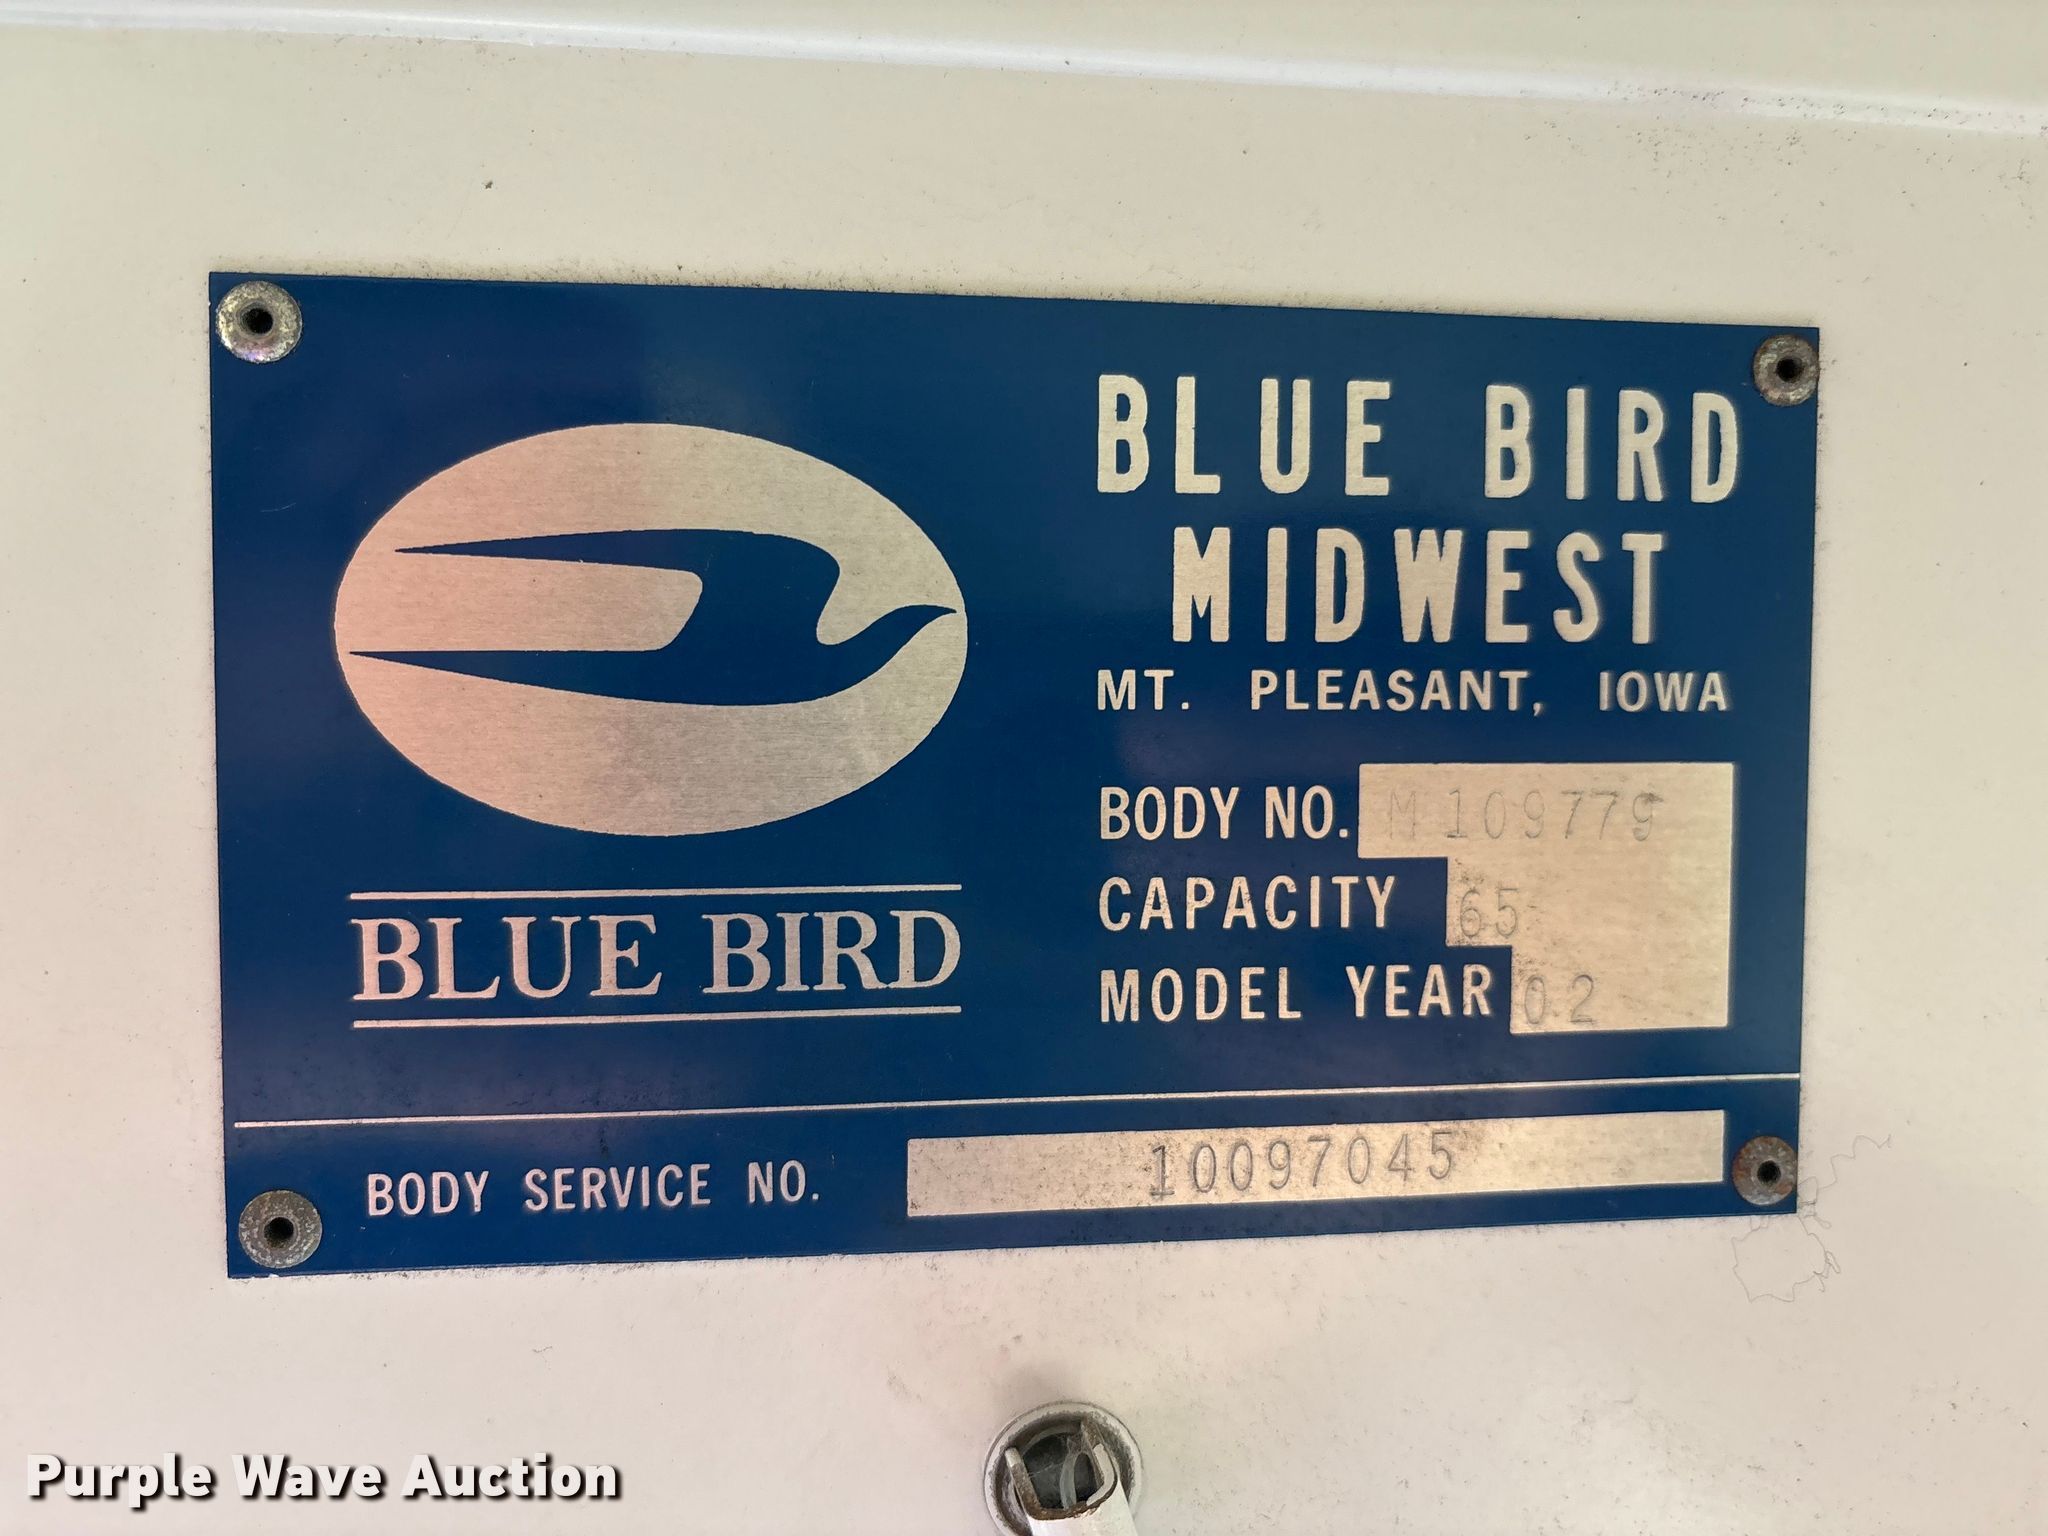 BLUE BIRD
MIDWEST
MT. PLEASANT, IOWA
BODY NO. M109779
CAPACITY 65
MODEL YEAR 02
BLUE BIRD
BODY SERVICE NO. 10097045
Purple Wave Auction